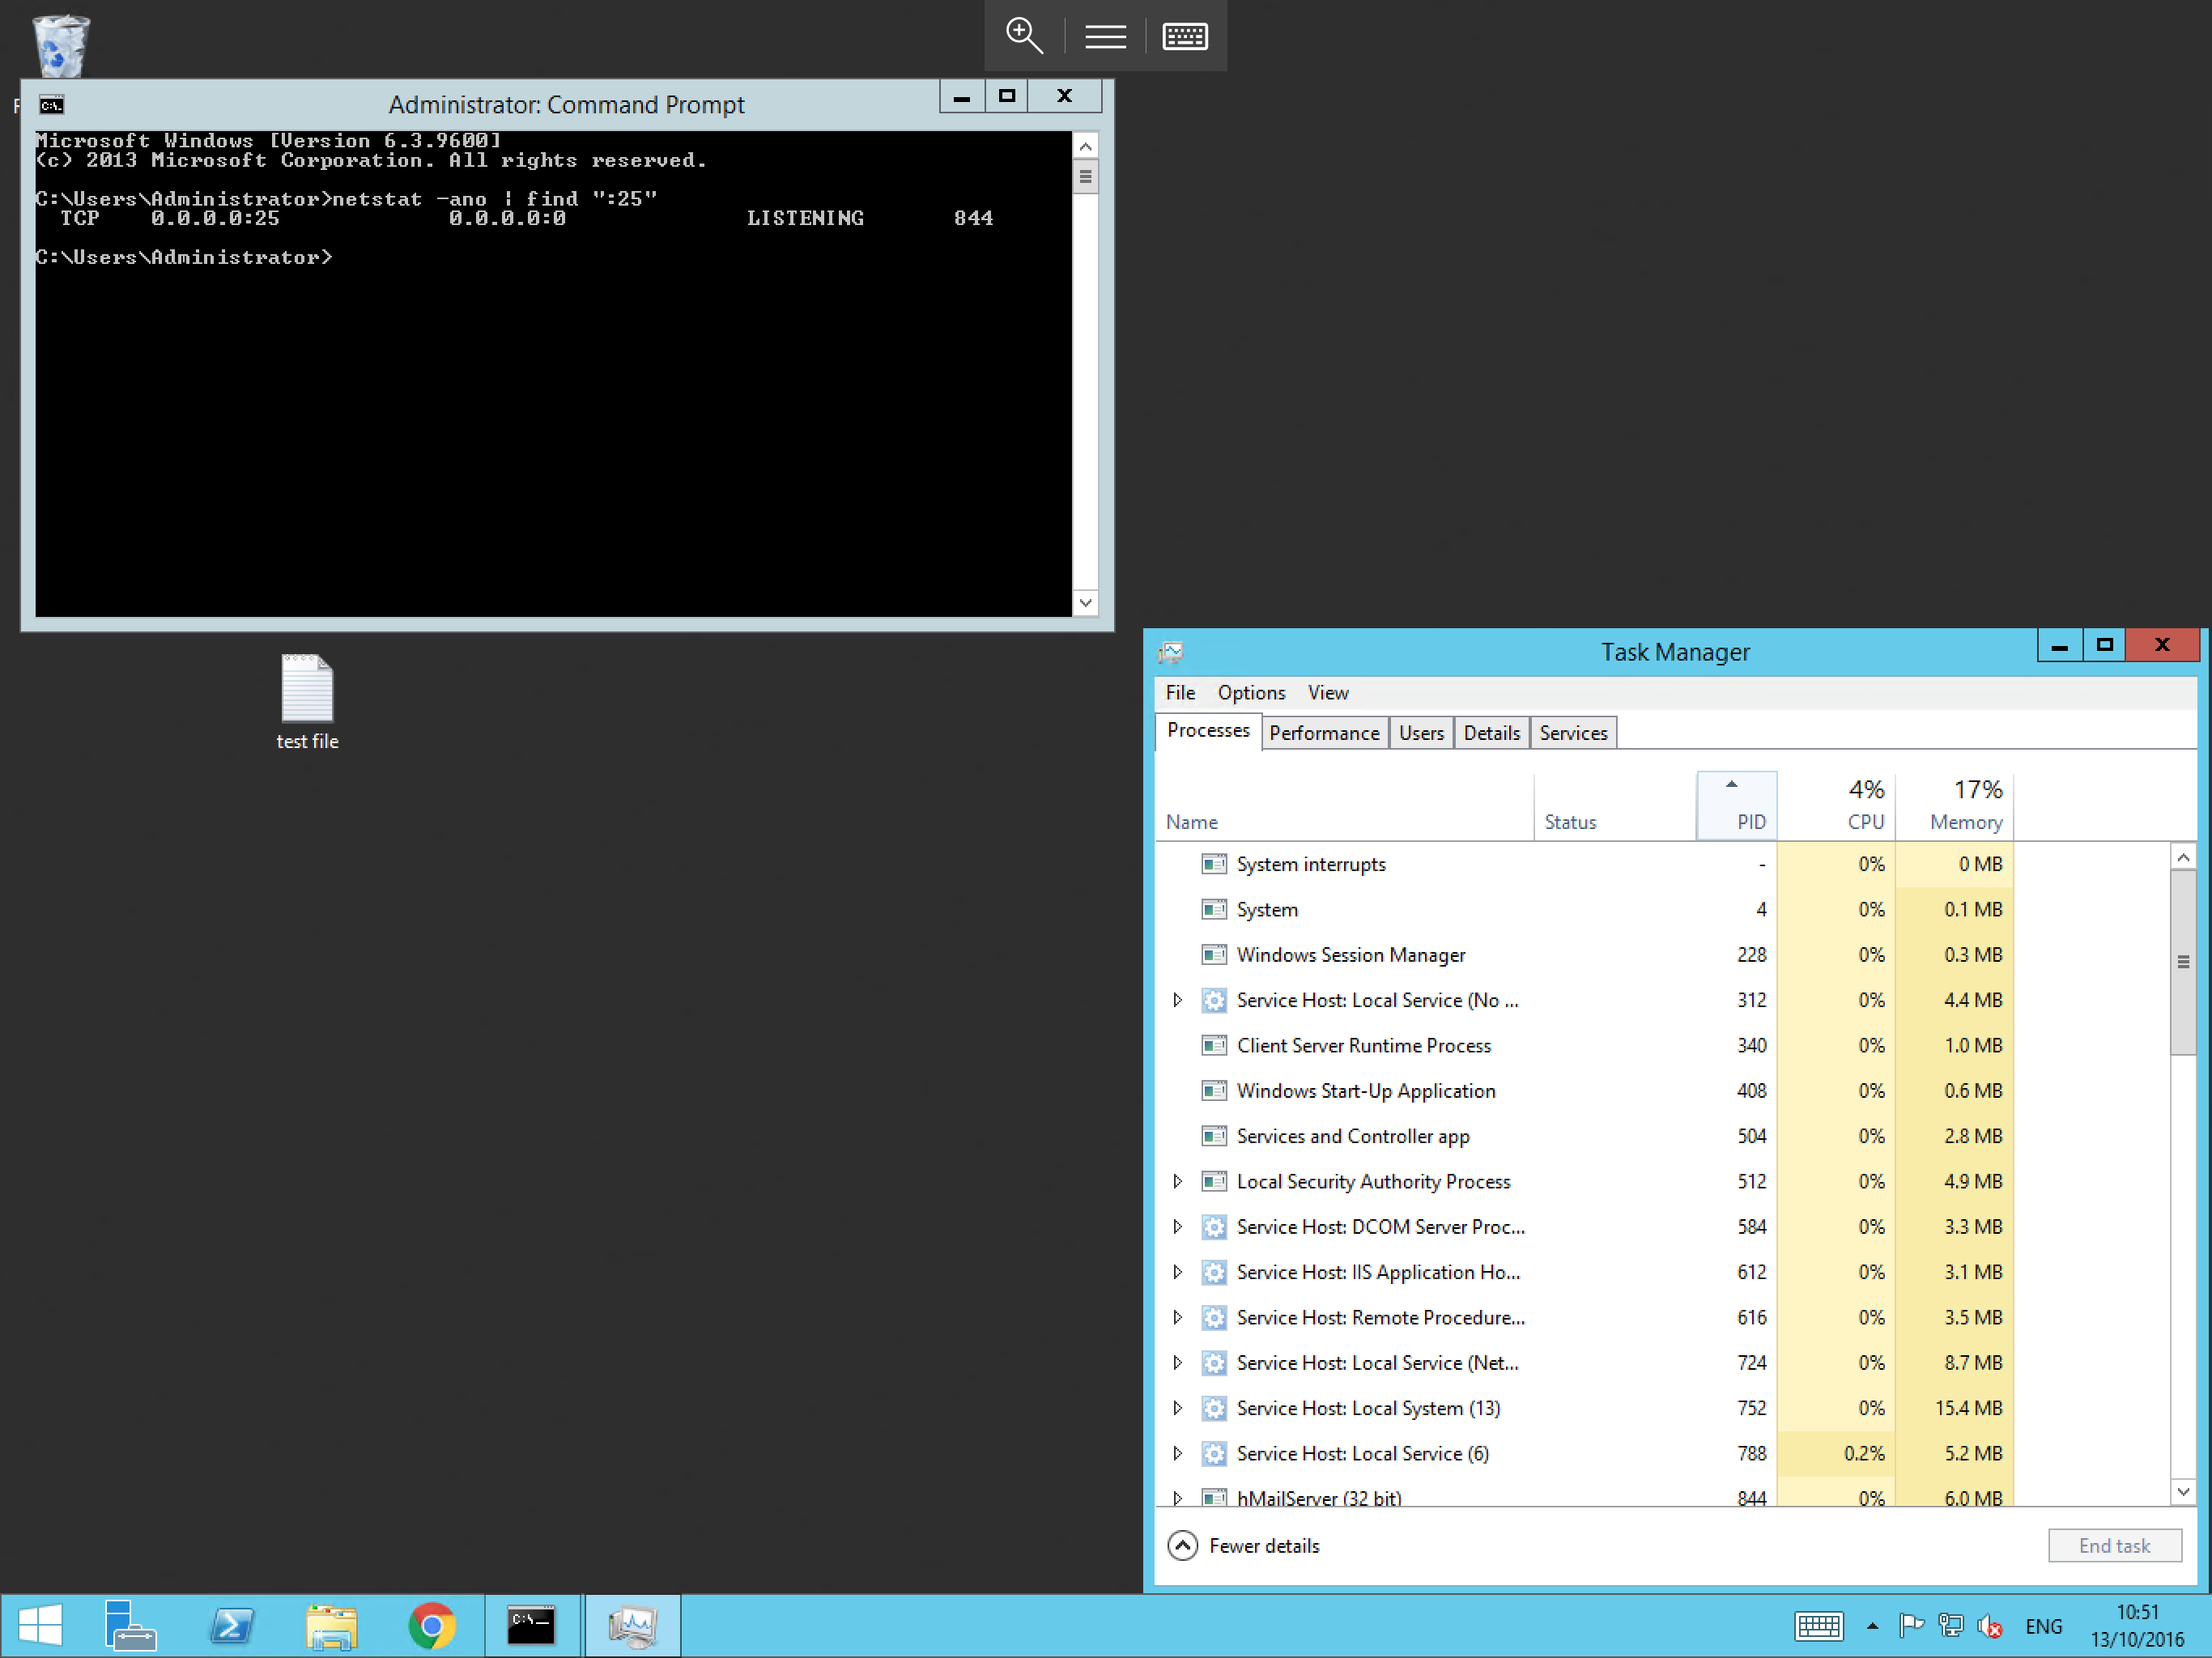 Administrator: Command Prompt
Microsoft Windows [Version 6.3.9600]
(c) 2013 Microsoft Corporation. All rights reserved.
C:\Users\Administrator>netstat -ano | find ":25"
TCP 0.0.0.0:25 0.0.0.0:0 LISTENING 844
C:\Users\Administrator>
test file
Task Manager
File Options View
Processes Performance Users Details Services
4% 17%
Name Status PID CPU Memory
System interrupts - 0% 0 MB
System 4 0% 0.1 MB
Windows Session Manager 228 0% 0.3 MB
Service Host: Local Service (No ... 312 0% 4.4 MB
Client Server Runtime Process 340 0% 1.0 MB
Windows Start-Up Application 408 0% 0.6 MB
Services and Controller app 504 0% 2.8 MB
Local Security Authority Process 512 0% 4.9 MB
Service Host: DCOM Server Proc... 584 0% 3.3 MB
Service Host: IIS Application Ho... 612 0% 3.1 MB
Service Host: Remote Procedure... 616 0% 3.5 MB
Service Host: Local Service (Net... 724 0% 8.7 MB
Service Host: Local System (13) 752 0% 15.4 MB
Service Host: Local Service (6) 788 0.2% 5.2 MB
hMailServer (32 bit) 844 0% 6.0 MB
Fewer details End task
ENG 10:51
13/10/2016